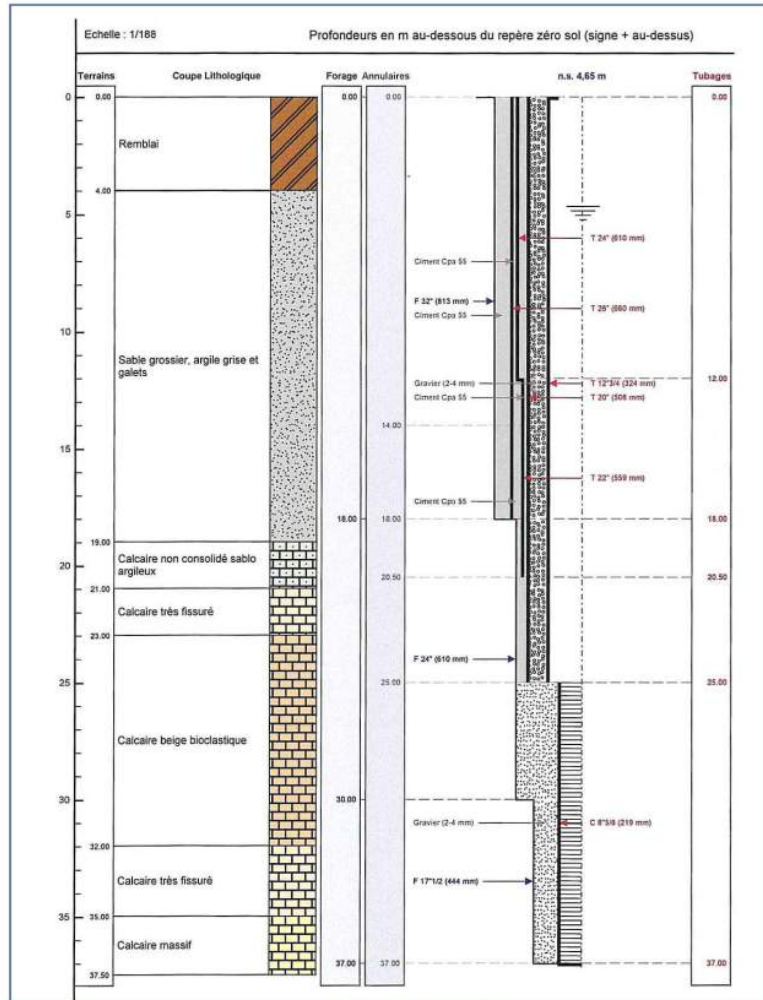 Echelle : 1/188
Profondeurs en m au-dessous du repère zéro sol (signe + au-dessus)
Terrains
Coupe Lithologique
Forage
Annulaires
n.s. 4,65 m
Tubages
0
0.00
0.00
0.00
0.00
Remblai
4.00
5
T 24" (610 mm)
Ciment Cpa 55
F 32" (813 mm)
T 26" (660 mm)
Ciment Cpa 55
10
Sable grossier, argile grise et
galets
12.00
Gravier (2-4 mm)
T 12"3/4 (324 mm)
Ciment Cpa 55
T 20" (508 mm)
14.00
15
T 22" (559 mm)
Ciment Cpa 55
18.00
18.00
18.00
19.00
Calcaire non consolidé sablo
argileux
20
20.50
20.50
21.00
Calcaire très fissuré
23.00
F 24" (610 mm)
25
25.00
25.00
Calcaire beige bioclastique
30
30.00
Gravier (2-4 mm)
C 8"5/8 (219 mm)
32.00
Calcaire très fissuré
F 17"1/2 (444 mm)
35
35.00
Calcaire massif
37.00
37.00
37.00
37.50